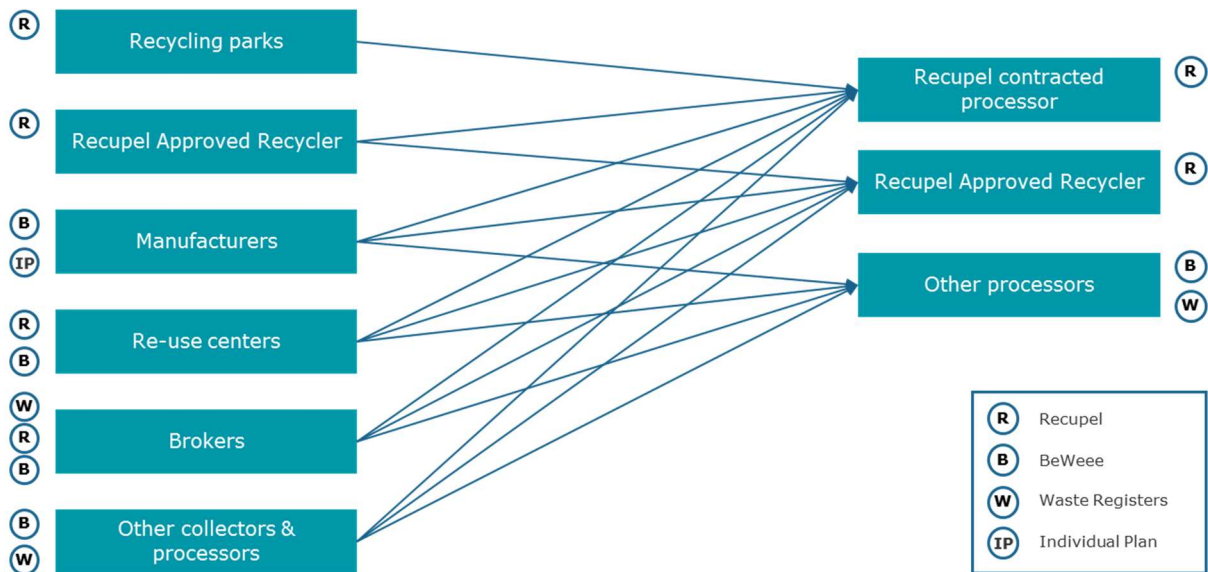 R
Recycling parks
R
Recupel Approved Recycler
B
IP
Manufacturers
R
B
Re-use centers
W
R
B
Brokers
B
W
Other collectors &
processors
Recupel contracted
processor
R
Recupel Approved Recycler
R
Other processors
B
W
R Recupel
B BeWeee
W Waste Registers
IP Individual Plan